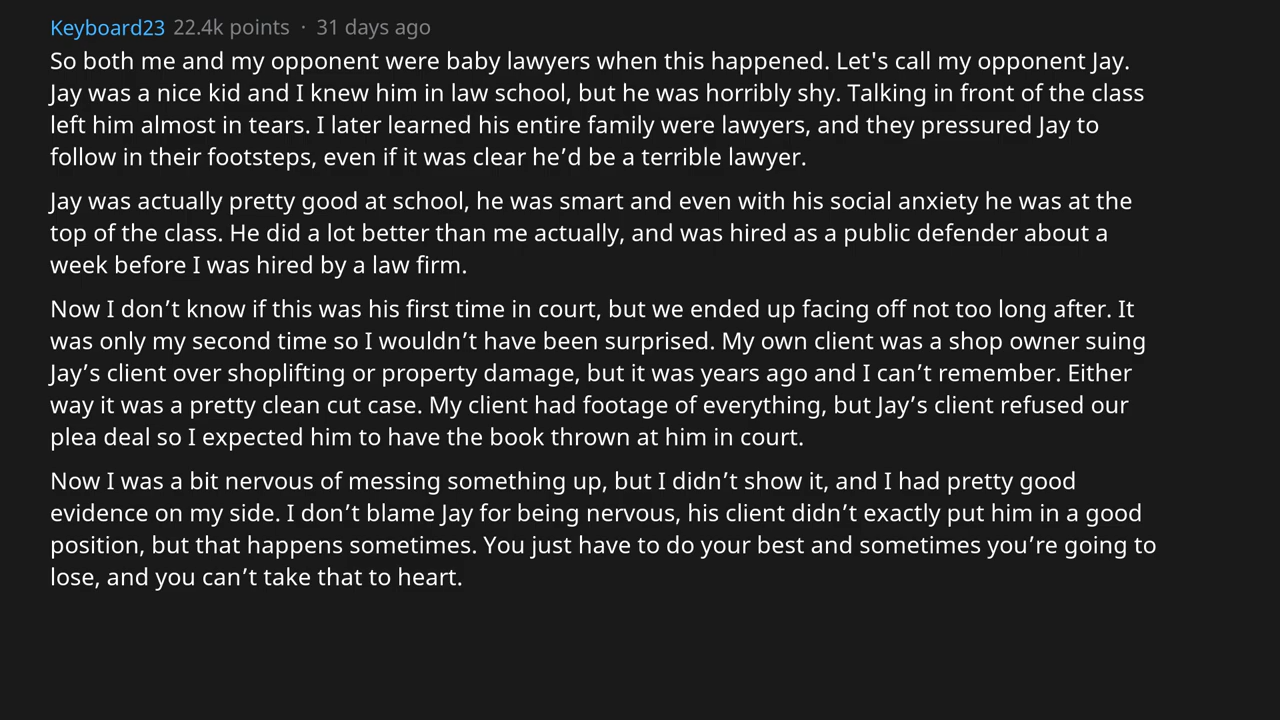 Keyboard23 22.4k points · 31 days ago
So both me and my opponent were baby lawyers when this happened. Let's call my opponent Jay.
Jay was a nice kid and I knew him in law school, but he was horribly shy. Talking in front of the class
left him almost in tears. I later learned his entire family were lawyers, and they pressured Jay to
follow in their footsteps, even if it was clear he’d be a terrible lawyer.
Jay was actually pretty good at school, he was smart and even with his social anxiety he was at the
top of the class. He did a lot better than me actually, and was hired as a public defender about a
week before I was hired by a law firm.
Now I don’t know if this was his first time in court, but we ended up facing off not too long after. It
was only my second time so I wouldn’t have been surprised. My own client was a shop owner suing
Jay’s client over shoplifting or property damage, but it was years ago and I can’t remember. Either
way it was a pretty clean cut case. My client had footage of everything, but Jay’s client refused our
plea deal so I expected him to have the book thrown at him in court.
Now I was a bit nervous of messing something up, but I didn’t show it, and I had pretty good
evidence on my side. I don’t blame Jay for being nervous, his client didn’t exactly put him in a good
position, but that happens sometimes. You just have to do your best and sometimes you’re going to
lose, and you can’t take that to heart.